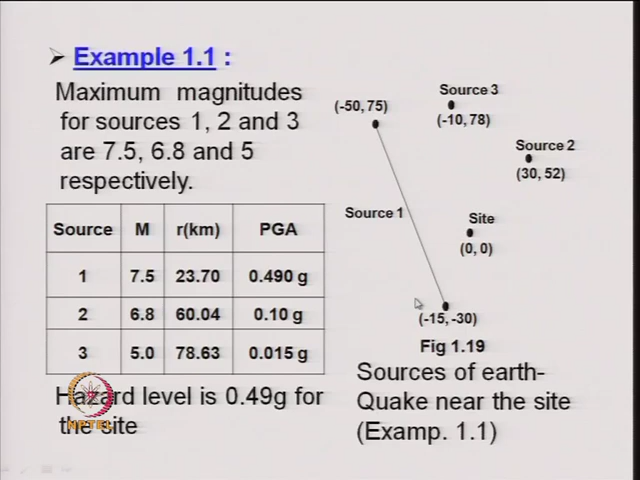 Example 1.1 :
Maximum magnitudes
for sources 1, 2 and 3
are 7.5, 6.8 and 5
respectively.
Source M r(km) PGA
1 7.5 23.70 0.490 g
2 6.8 60.04 0.10 g
3 5.0 78.63 0.015 g
Hazard level is 0.49g for
the site
NPTEL
Source 3
(-50, 75)
(-10, 78)
Source 2
(30, 52)
Source 1
Site
(0, 0)
(-15, -30)
Fig 1.19
Sources of earth-
Quake near the site
(Examp. 1.1)